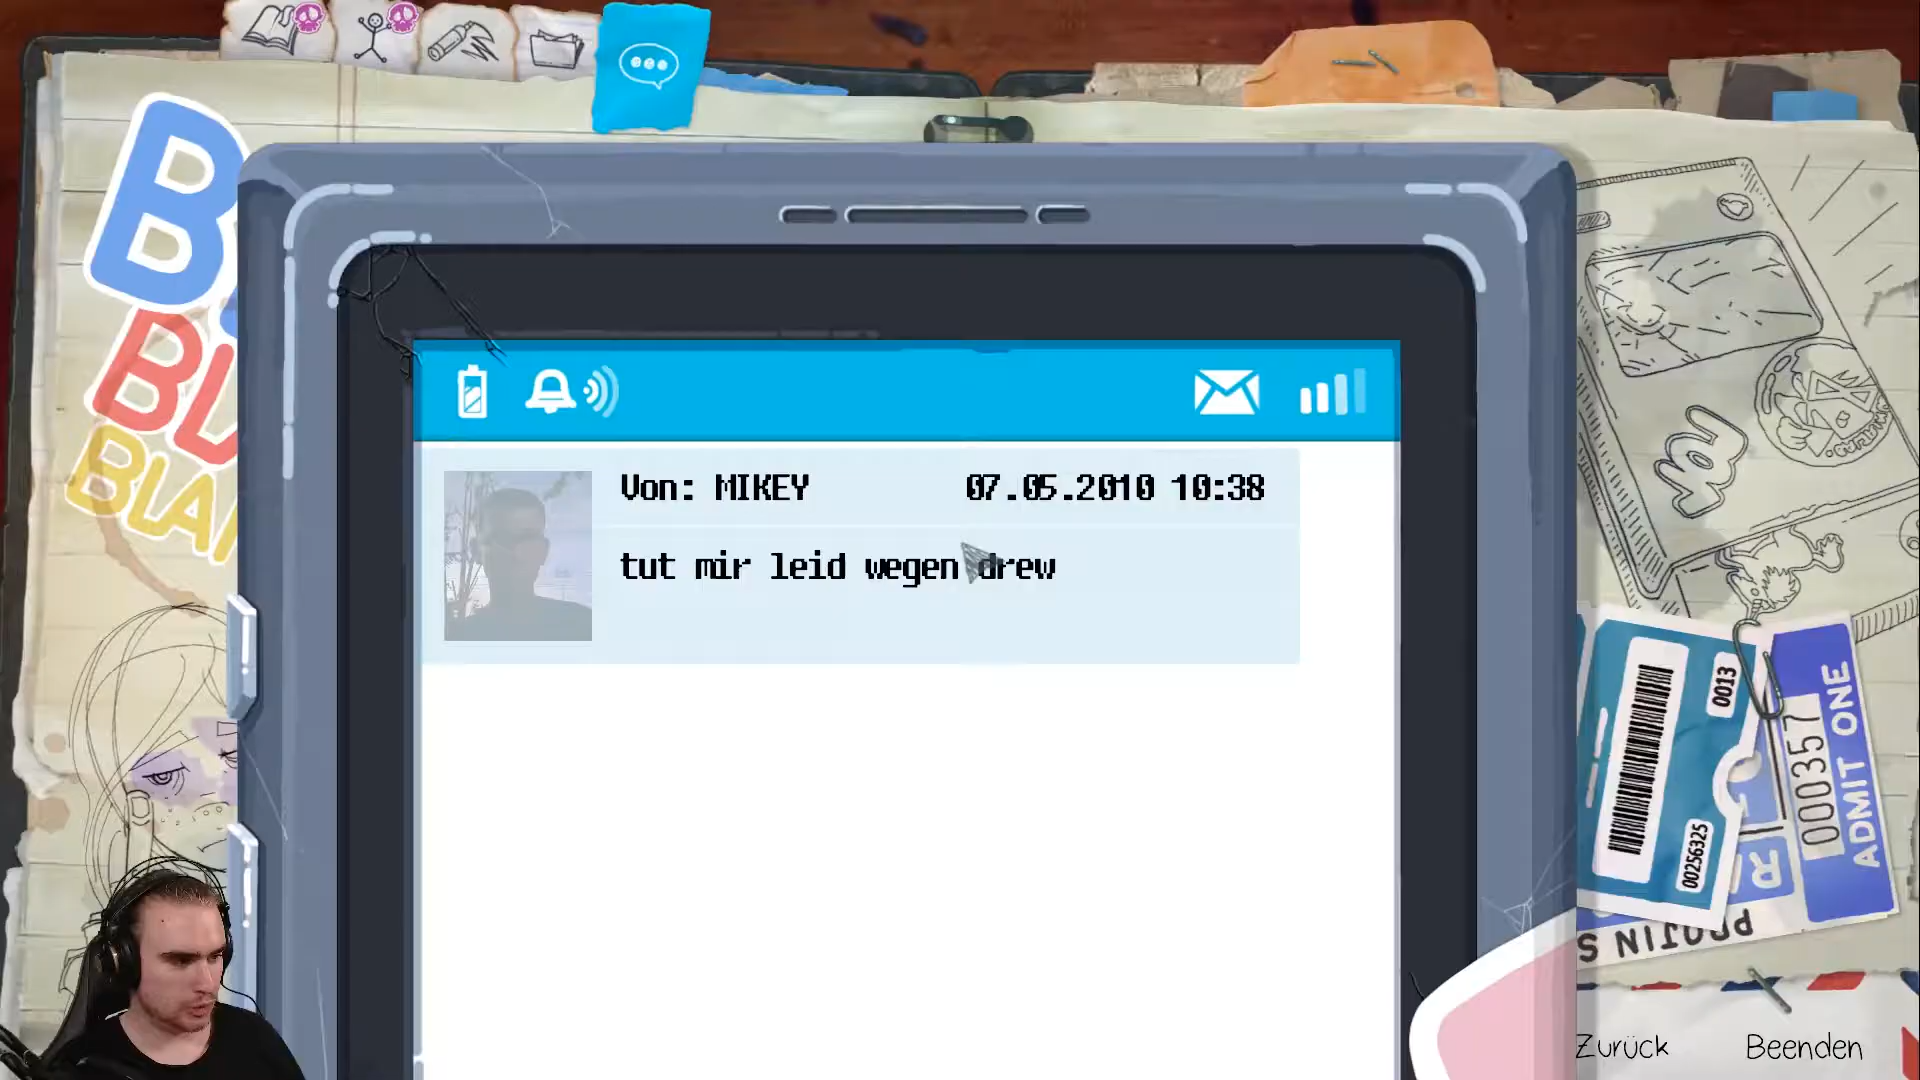 Von: MIKEY 07.05.2010 10:38
tut mir leid wegen drew
BLA
0013
00256325
000357
ADMIT ONE
Zurück Beenden